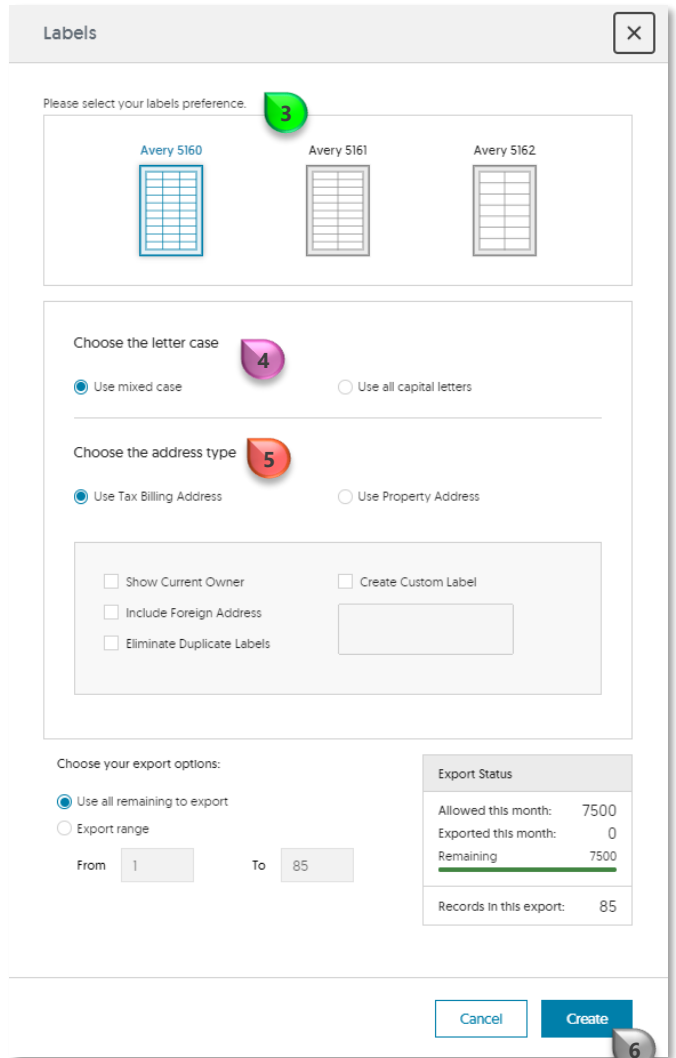 Labels
Please select your labels preference.
3
Avery 5160 Avery 5161 Avery 5162
Choose the letter case
4
Use mixed case Use all capital letters
Choose the address type
5
Use Tax Billing Address Use Property Address
Show Current Owner Create Custom Label
Include Foreign Address
Eliminate Duplicate Labels
Choose your export options:
Use all remaining to export
Export range
From 1 To 85
Export Status
Allowed this month: 7500
Exported this month: 0
Remaining 7500
Records in this export: 85
Cancel Create
6